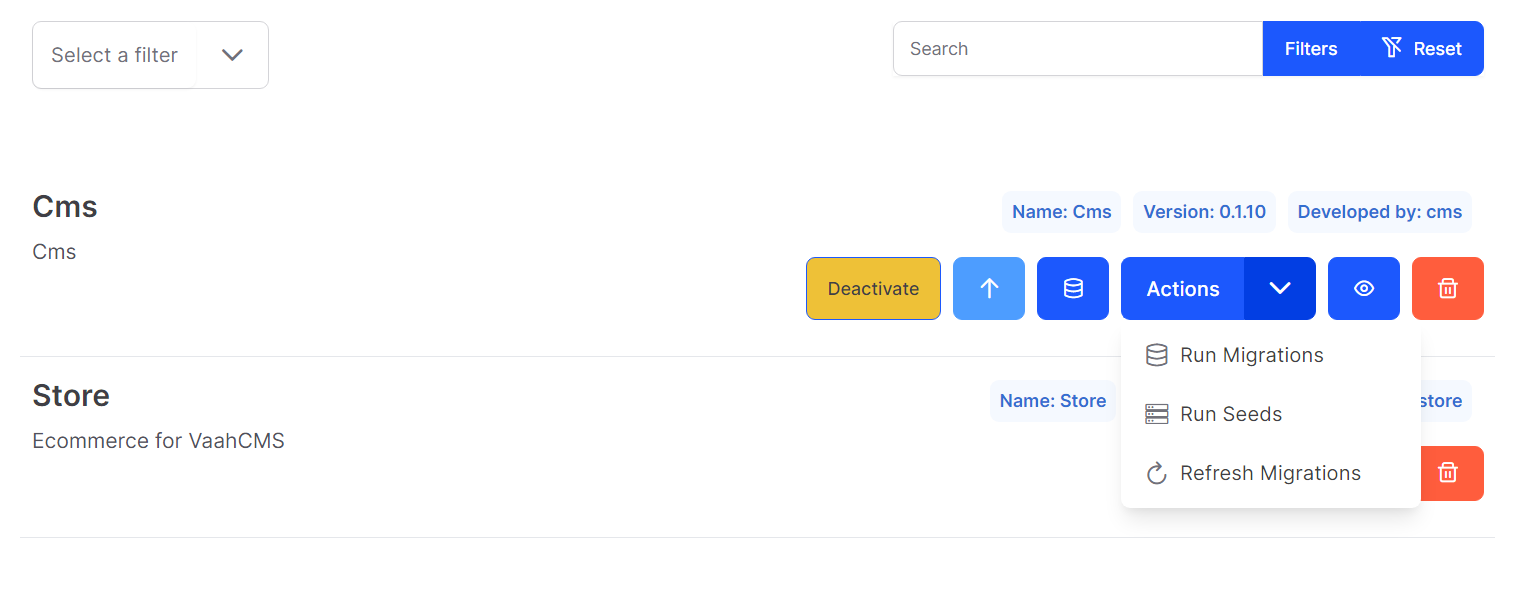 Select a filter
Search
Filters
Reset
Cms
Name: Cms
Version: 0.1.10
Developed by: cms
Cms
Deactivate
Actions
Run Migrations
Store
Name: Store
store
Run Seeds
Ecommerce for VaahCMS
Refresh Migrations